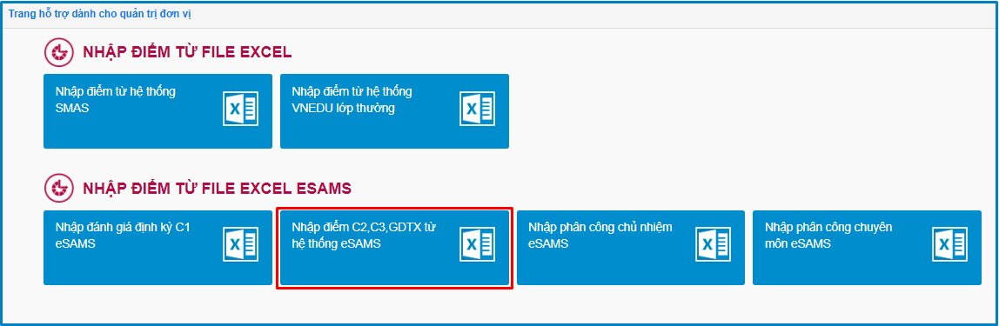 Trang hỗ trợ dành cho quản trị đơn vị
NHẬP ĐIỂM TỪ FILE EXCEL
Nhập điểm từ hệ thống
SMAS
Nhập điểm từ hệ thống
VNEDU lớp thường
NHẬP ĐIỂM TỪ FILE EXCEL ESAMS
Nhập đánh giá định kỳ C1
eSAMS
Nhập điểm C2,C3,GDTX từ
hệ thống eSAMS
Nhập phân công chủ nhiệm
eSAMS
Nhập phân công chuyên
môn eSAMS